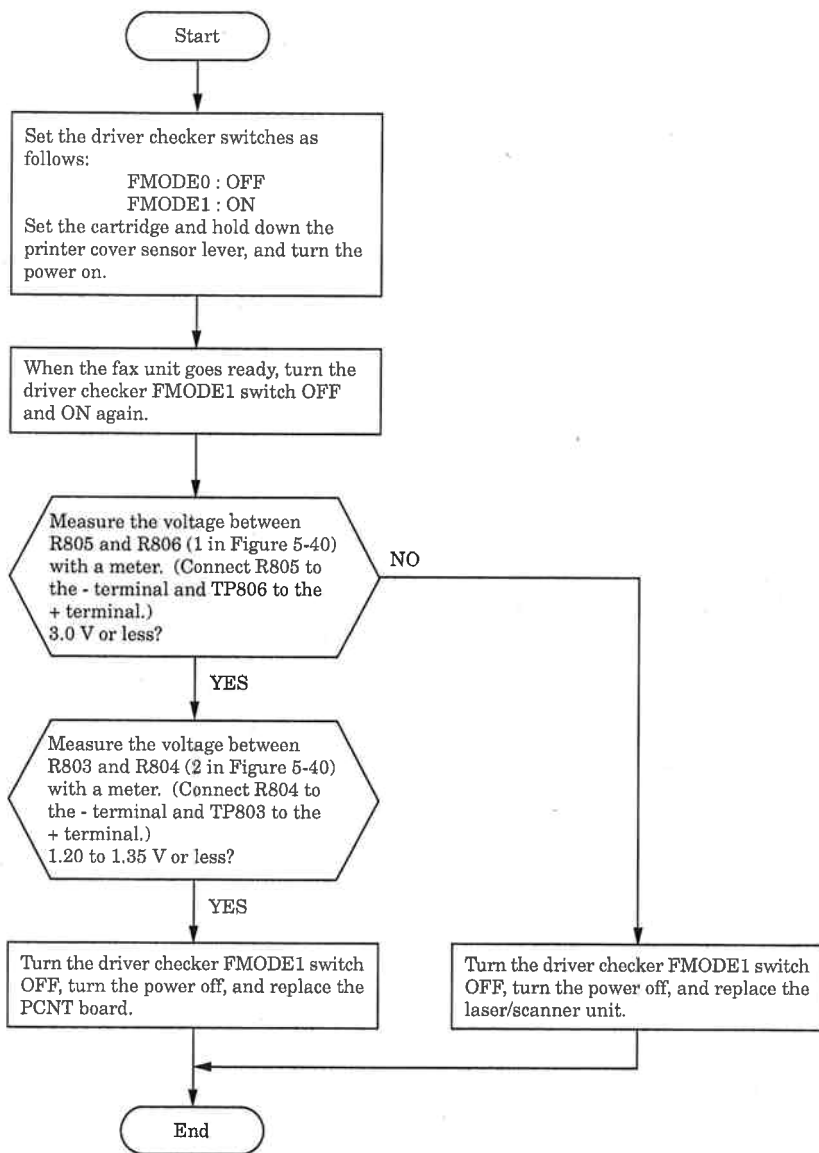 Start
Set the driver checker switches as
follows:
FMODE0 : OFF
FMODE1 : ON
Set the cartridge and hold down the
printer cover sensor lever, and turn the
power on.
When the fax unit goes ready, turn the
driver checker FMODE1 switch OFF
and ON again.
Measure the voltage between
R805 and R806 (1 in Figure 5-40)
with a meter. (Connect R805 to
the - terminal and TP806 to the
+ terminal.)
3.0 V or less?
NO
YES
Measure the voltage between
R803 and R804 (2 in Figure 5-40)
with a meter. (Connect R804 to
the - terminal and TP803 to the
+ terminal.)
1.20 to 1.35 V or less?
YES
Turn the driver checker FMODE1 switch
OFF, turn the power off, and replace the
PCNT board.
Turn the driver checker FMODE1 switch
OFF, turn the power off, and replace the
laser/scanner unit.
End